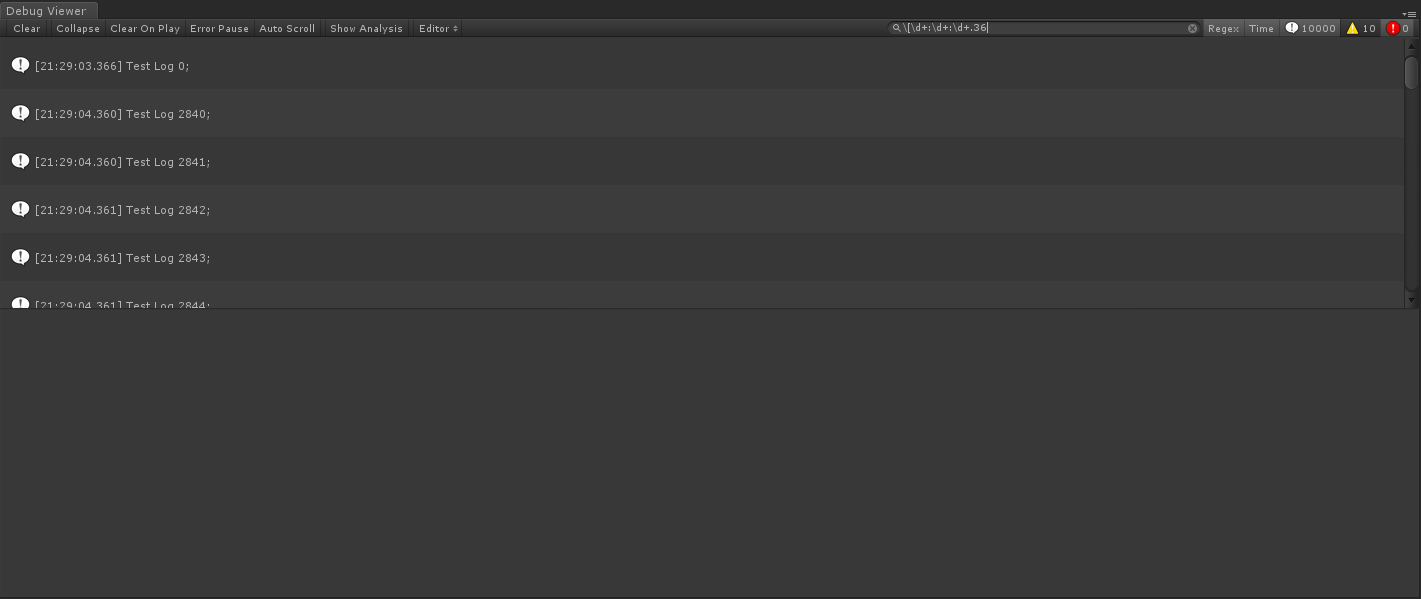 Debug Viewer
Clear Collapse Clear On Play Error Pause Auto Scroll Show Analysis Editor \[\d+:\d+:\d+.36 Regex Time 10000 10 0
[21:29:03.366] Test Log 0;
[21:29:04.360] Test Log 2840;
[21:29:04.360] Test Log 2841;
[21:29:04.361] Test Log 2842;
[21:29:04.361] Test Log 2843;
[21:29:04.361] Test Log 2844;